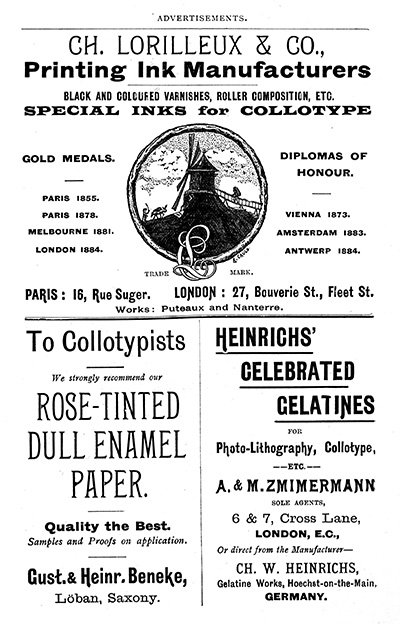 ADVERTISEMENTS.
CH. LORILLEUX & CO.,
Printing Ink Manufacturers
BLACK AND COLOURED VARNISHES, ROLLER COMPOSITION, ETC.
SPECIAL INKS for COLLOTYPE
GOLD MEDALS.
PARIS 1855.
PARIS 1878.
MELBOURNE 1881.
LONDON 1884.
DIPLOMAS OF
HONOUR.
VIENNA 1873.
AMSTERDAM 1883.
ANTWERP 1884.
TRADE MARK.
PARIS: 16, Rue Suger. LONDON: 27, Bouverie St., Fleet St.
Works: Puteaux and Nanterre.
To Collotypists
We strongly recommend our
ROSE-TINTED
DULL ENAMEL
PAPER.
Quality the Best.
Samples and Proofs on application.
Gust. & Heinr. Beneke,
Löban, Saxony.
HEINRICHS'
CELEBRATED
GELATINES
FOR
Photo-Lithography, Collotype,
—ETC.—
A. & M. ZMIMERMANN
SOLE AGENTS,
6 & 7, Cross Lane,
LONDON, E.C.,
Or direct from the Manufacturer—
CH. W. HEINRICHS,
Gelatine Works, Hoechst-on-the-Main,
GERMANY.